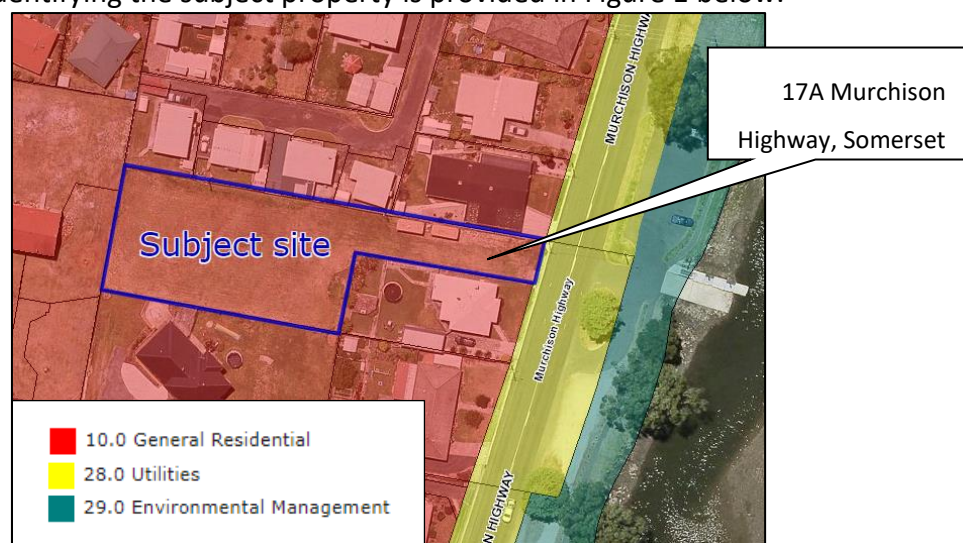 MURCHISON HIGHWAY
17A Murchison
Highway, Somerset
Subject site
Murchison Highway
10.0 General Residential
28.0 Utilities
29.0 Environmental Management
N HIGHWAY